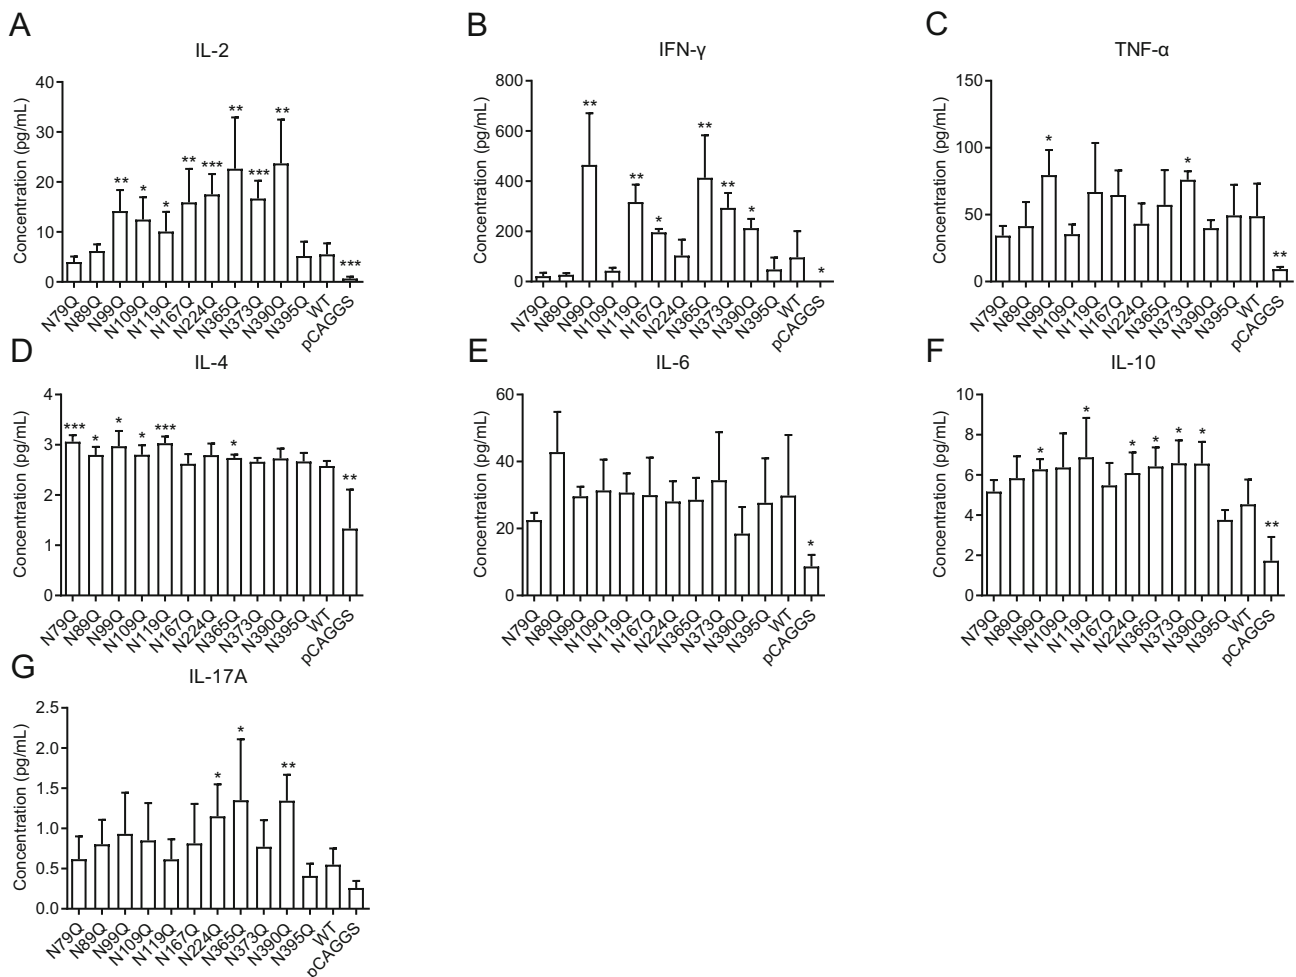 A
IL-2
Concentration (pg/mL)
40
30
20
10
0
**
*
*
**
***
**
***
**
***
N79Q
N89Q
N99Q
N109Q
N119Q
N167Q
N224Q
N365Q
N373Q
N390Q
N395Q
WT
pCAGGS
B
IFN-γ
Concentration (pg/mL)
800
600
400
200
0
**
**
*
**
**
*
*
N79Q
N89Q
N99Q
N109Q
N119Q
N167Q
N224Q
N365Q
N373Q
N390Q
N395Q
WT
pCAGGS
C
TNF-α
Concentration (pg/mL)
150
100
50
0
*
*
**
N79Q
N89Q
N99Q
N109Q
N119Q
N167Q
N224Q
N365Q
N373Q
N390Q
N395Q
WT
pCAGGS
D
IL-4
Concentration (pg/mL)
4
3
2
1
0
***
*
*
*
***
*
**
N79Q
N89Q
N99Q
N109Q
N119Q
N167Q
N224Q
N365Q
N373Q
N390Q
N395Q
WT
pCAGGS
E
IL-6
Concentration (pg/mL)
60
40
20
0
*
N79Q
N89Q
N99Q
N109Q
N119Q
N167Q
N224Q
N365Q
N373Q
N390Q
N395Q
WT
pCAGGS
F
IL-10
Concentration (pg/mL)
10
8
6
4
2
0
*
*
*
*
*
*
**
N79Q
N89Q
N99Q
N109Q
N119Q
N167Q
N224Q
N365Q
N373Q
N390Q
N395Q
WT
pCAGGS
G
IL-17A
Concentration (pg/mL)
2.5
2.0
1.5
1.0
0.5
0.0
*
*
**
N79Q
N89Q
N99Q
N109Q
N119Q
N167Q
N224Q
N365Q
N373Q
N390Q
N395Q
WT
pCAGGS